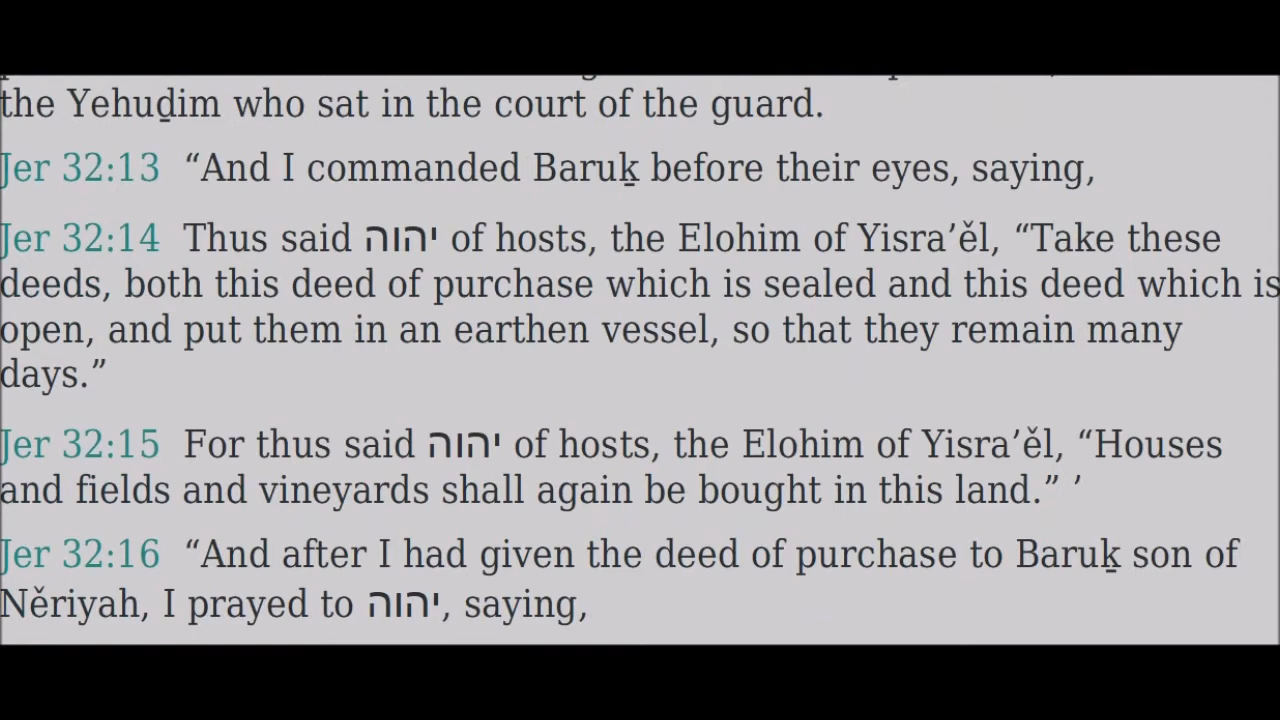 the Yehuḏim who sat in the court of the guard.
Jer 32:13 “And I commanded Baruḵ before their eyes, saying,
Jer 32:14 Thus said יהוה of hosts, the Elohim of Yisra’ěl, “Take these
deeds, both this deed of purchase which is sealed and this deed which is
open, and put them in an earthen vessel, so that they remain many
days.”
Jer 32:15 For thus said יהוה of hosts, the Elohim of Yisra’ěl, “Houses
and fields and vineyards shall again be bought in this land.” ’
Jer 32:16 “And after I had given the deed of purchase to Baruḵ son of
Něriyah, I prayed to יהוה, saying,